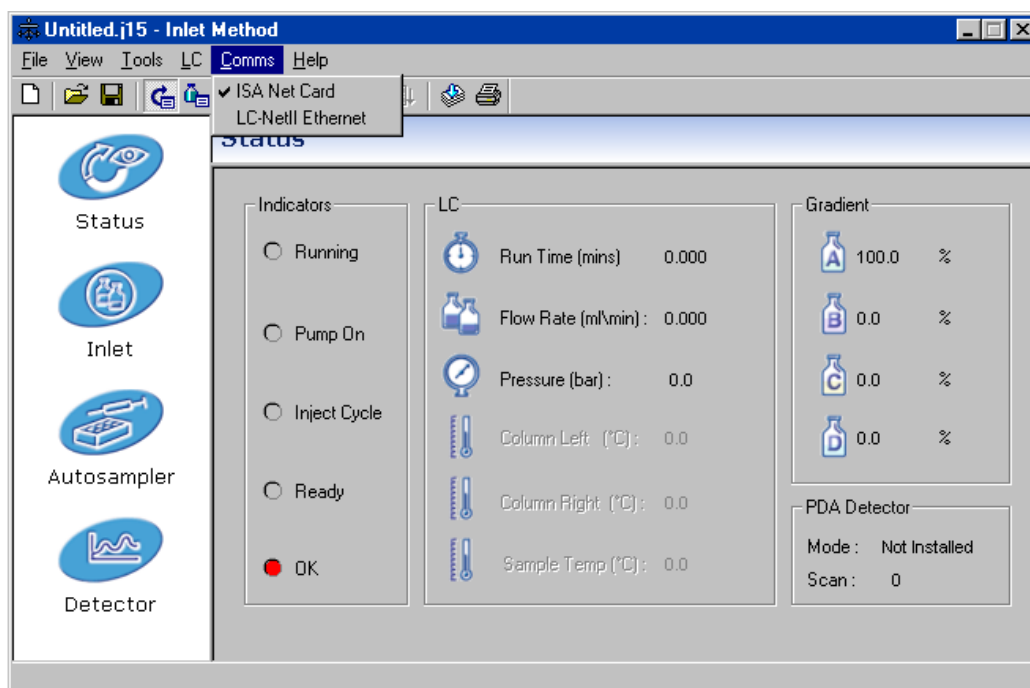 Untitled.j15 - Inlet Method
File View Tools LC Comms Help
ISA Net Card
LC-NetII Ethernet
Status
Status
Inlet
Autosampler
Detector
Indicators
Running
Pump On
Inject Cycle
Ready
OK
LC
Run Time (mins) 0.000
Flow Rate (ml\min) : 0.000
Pressure (bar) : 0.0
Column Left (°C) : 0.0
Column Right (°C) : 0.0
Sample Temp (°C) : 0.0
Gradient
A 100.0 %
B 0.0 %
C 0.0 %
D 0.0 %
PDA Detector
Mode : Not Installed
Scan : 0